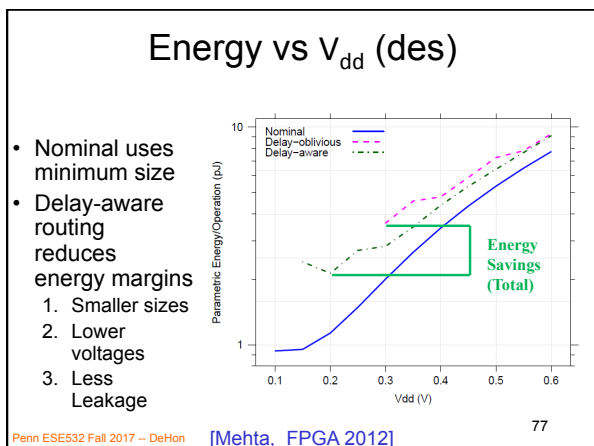 Energy vs Vdd (des)
• Nominal uses
minimum size
• Delay-aware
routing
reduces
energy margins
1. Smaller sizes
2. Lower
voltages
3. Less
Leakage
Parametric Energy/Operation (pJ)
10
1
Nominal
Delay-oblivious
Delay-aware
Energy
Savings
(Total)
0.1 0.2 0.3 0.4 0.5 0.6
Vdd (V)
Penn ESE532 Fall 2017 -- DeHon
[Mehta, FPGA 2012]
77